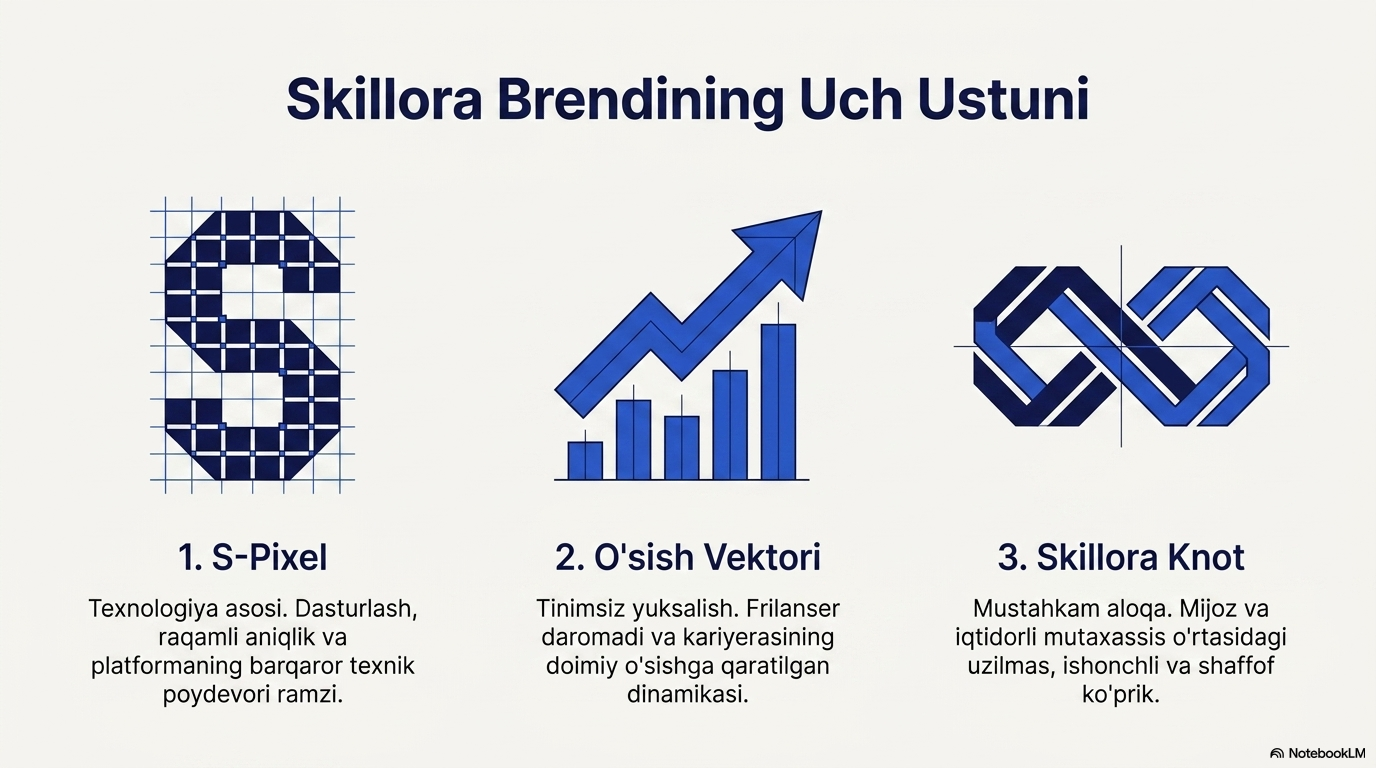 Skillora Brendining Uch Ustuni
1. S-Pixel
Texnologiya asosi. Dasturlash,
raqamli aniqlik va
platformaning barqaror texnik
poydevori ramzi.
2. O'sish Vektori
Tinimsiz yuksalish. Frilanser
daromadi va kariyerasining
doimiy o'sishga qaratilgan
dinamikasi.
3. Skillora Knot
Mustahkam aloqa. Mijoz va
iqtidorli mutaxassis o'rtasidagi
uzilmas, ishonchli va shaffof
ko'prik.
NotebookLM